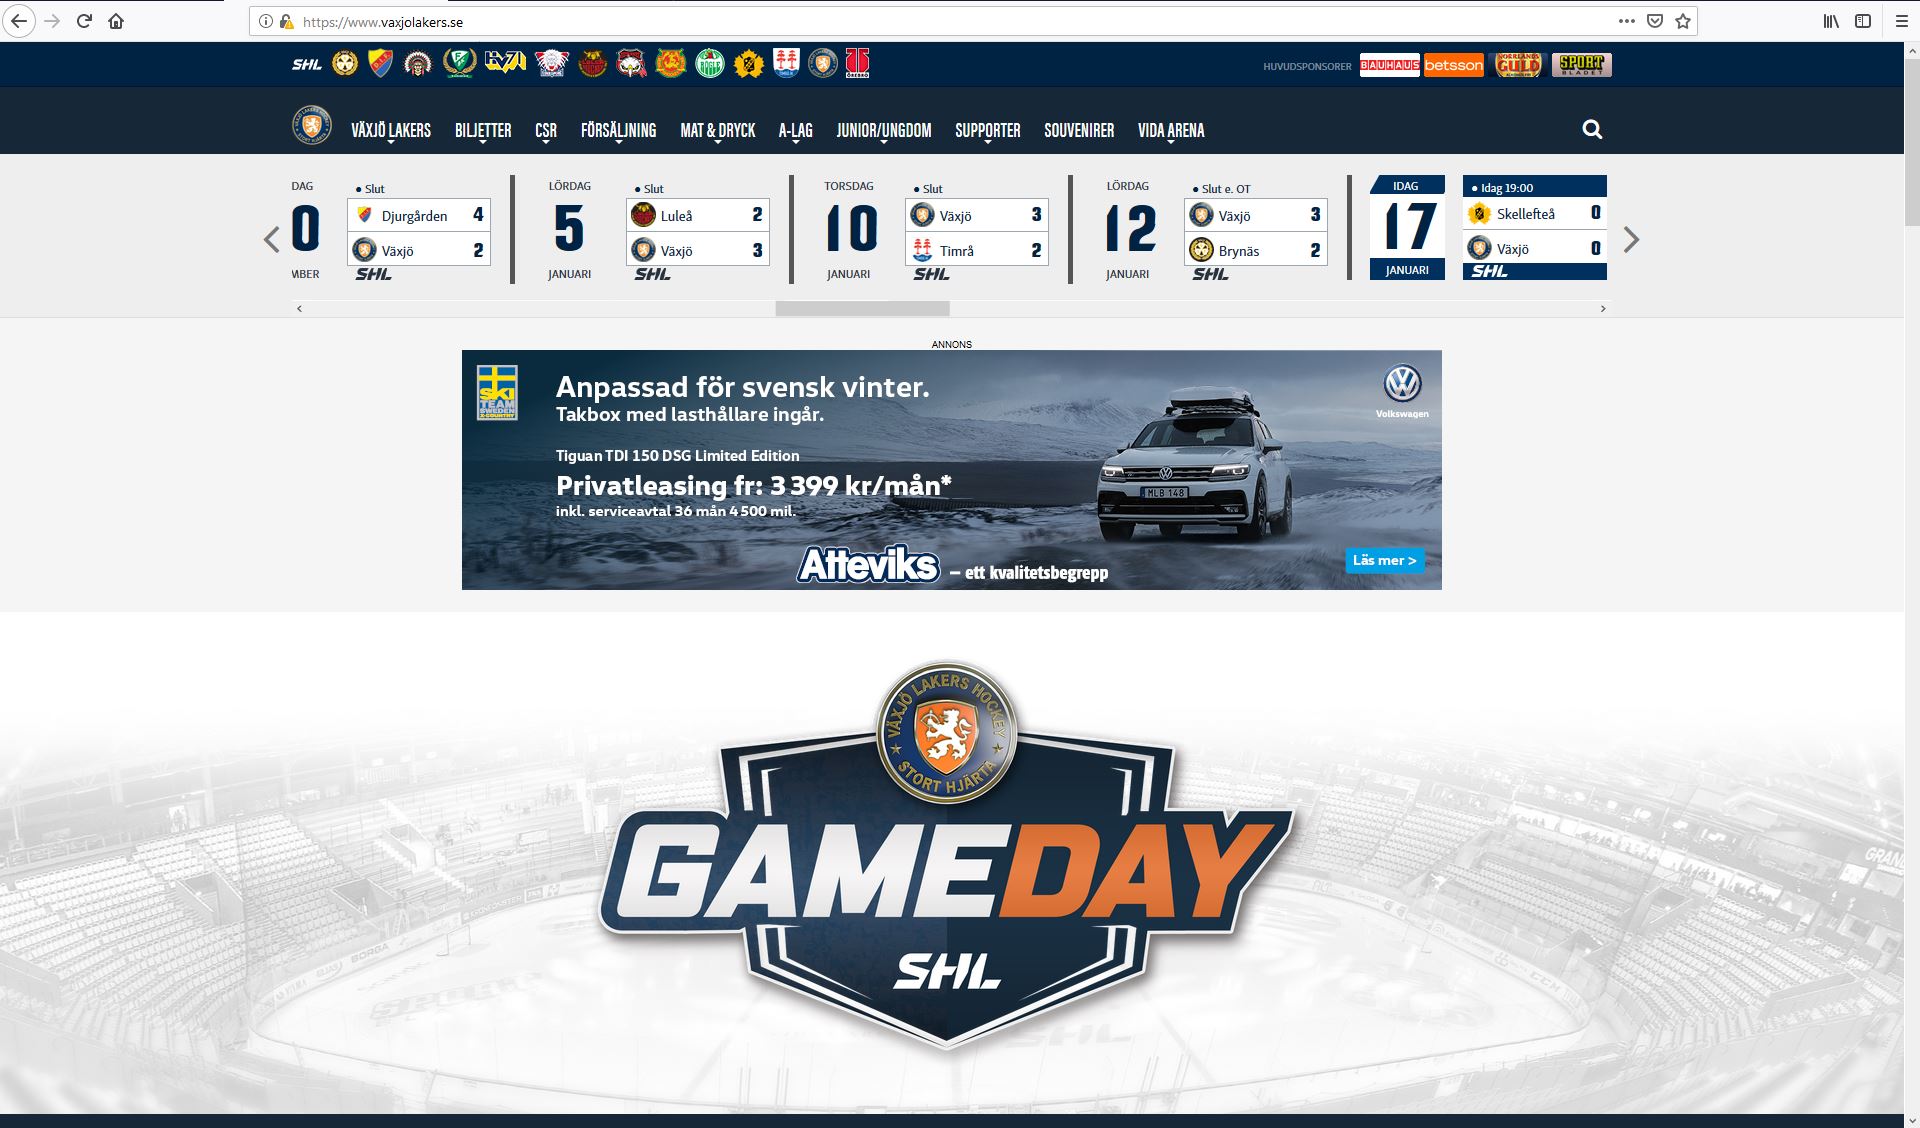 https://www.vaxjolakers.se
SHL
HV71
HUVUDSPONSORER
BAUHAUS
betsson
NORRLANDS GULD
SPORT BLADET
VÄXJÖ LAKERS
BILJETTER
CSR
FÖRSÄLJNING
MAT & DRYCK
A-LAG
JUNIOR/UNGDOM
SUPPORTER
SOUVENIRER
VIDA ARENA
DAG
0
MBER
• Slut
Djurgården 4
Växjö 2
SHL
LÖRDAG
5
JANUARI
• Slut
Luleå 2
Växjö 3
SHL
TORSDAG
10
JANUARI
• Slut
Växjö 3
Timrå 2
SHL
LÖRDAG
12
JANUARI
• Slut e. OT
Växjö 3
Brynäs 2
SHL
IDAG
17
JANUARI
• Idag 19:00
Skellefteå 0
Växjö 0
SHL
ANNONS
SKI
TEAM
SWEDEN
X-COUNTRY
Anpassad för svensk vinter.
Takbox med lasthållare ingår.
Tiguan TDI 150 DSG Limited Edition
Privatleasing fr: 3 399 kr/mån*
inkl. serviceavtal 36 mån 4 500 mil.
Volkswagen
MLB 148
Atteviks – ett kvalitetsbegrepp
Läs mer >
VÄXJÖ LAKERS HOCKEY
STORT HJÄRTA
GAMEDAY
SHL